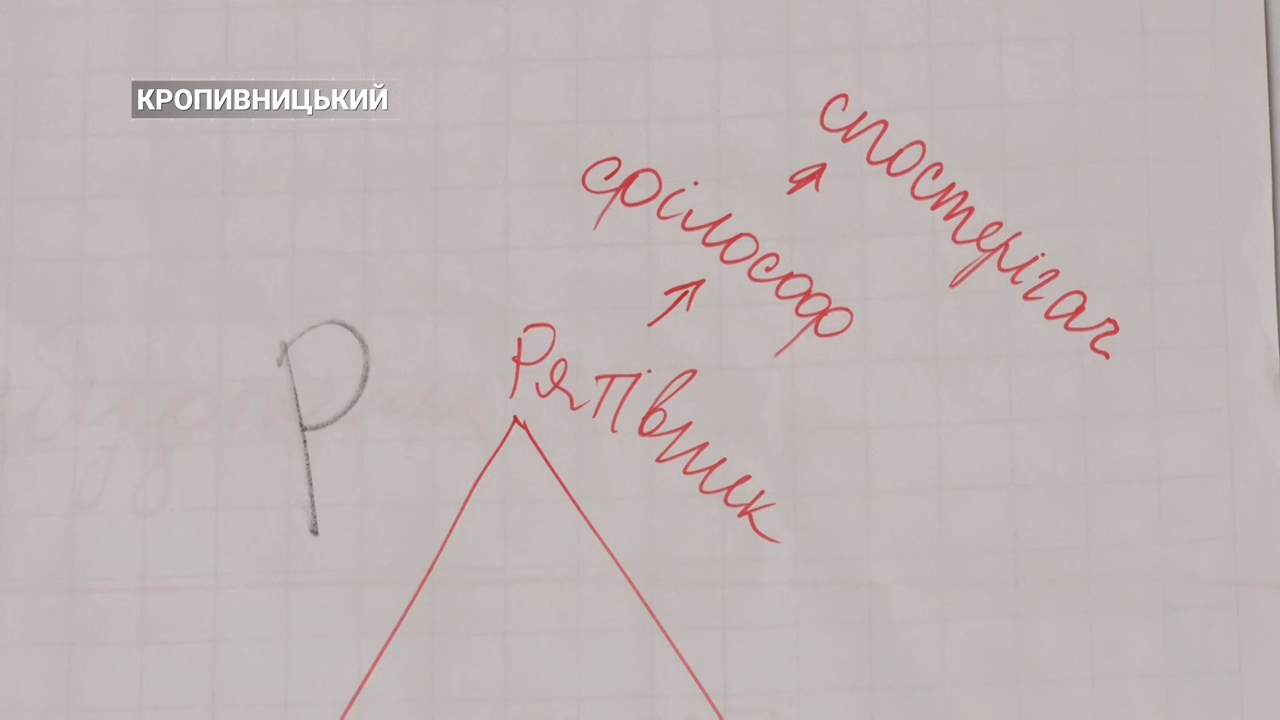 КРОПИВНИЦЬКИЙ
спостерігач
філософ
Р
Рятівник